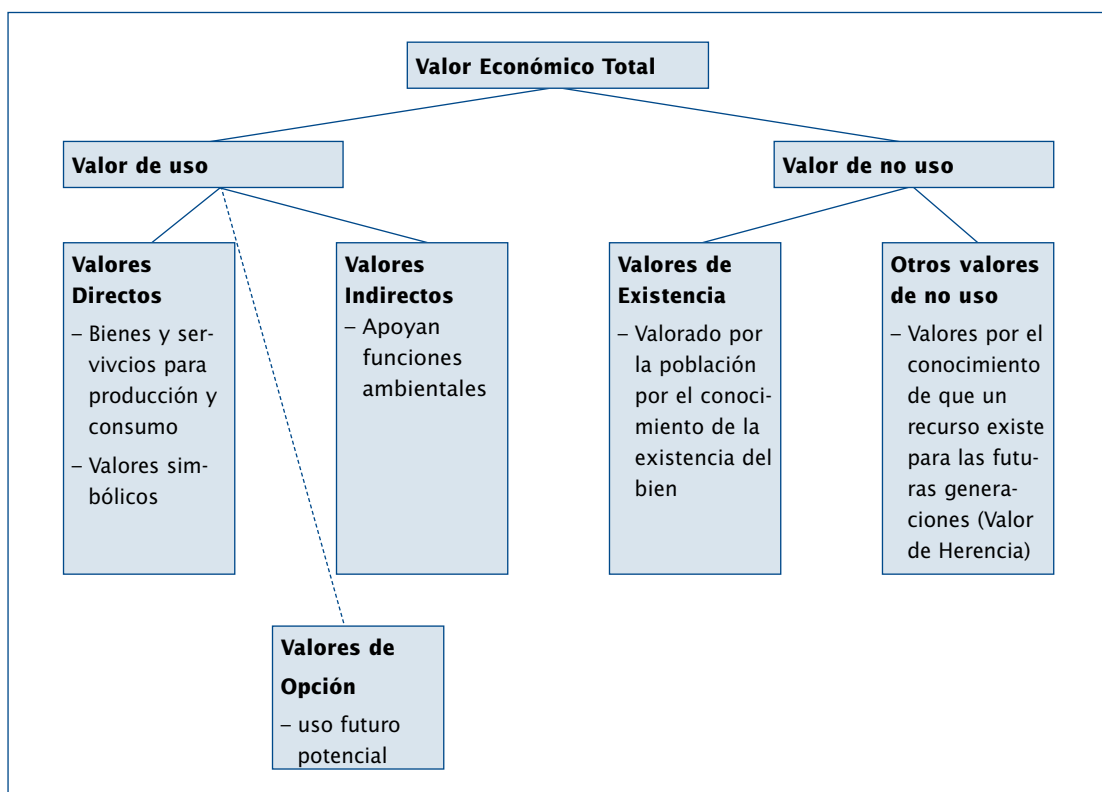 Valor Económico Total
Valor de uso
Valor de no uso
Valores
Directos
– Bienes y ser-
vivcios para
producción y
consumo
– Valores sim-
bólicos
Valores
Indirectos
– Apoyan
funciones
ambientales
Valores de
Existencia
– Valorado por
la población
por el conoci-
miento de la
existencia del
bien
Otros valores
de no uso
– Valores por el
conocimiento
de que un
recurso existe
para las futu-
ras genera-
ciones (Valor
de Herencia)
Valores de
Opción
– uso futuro
potencial